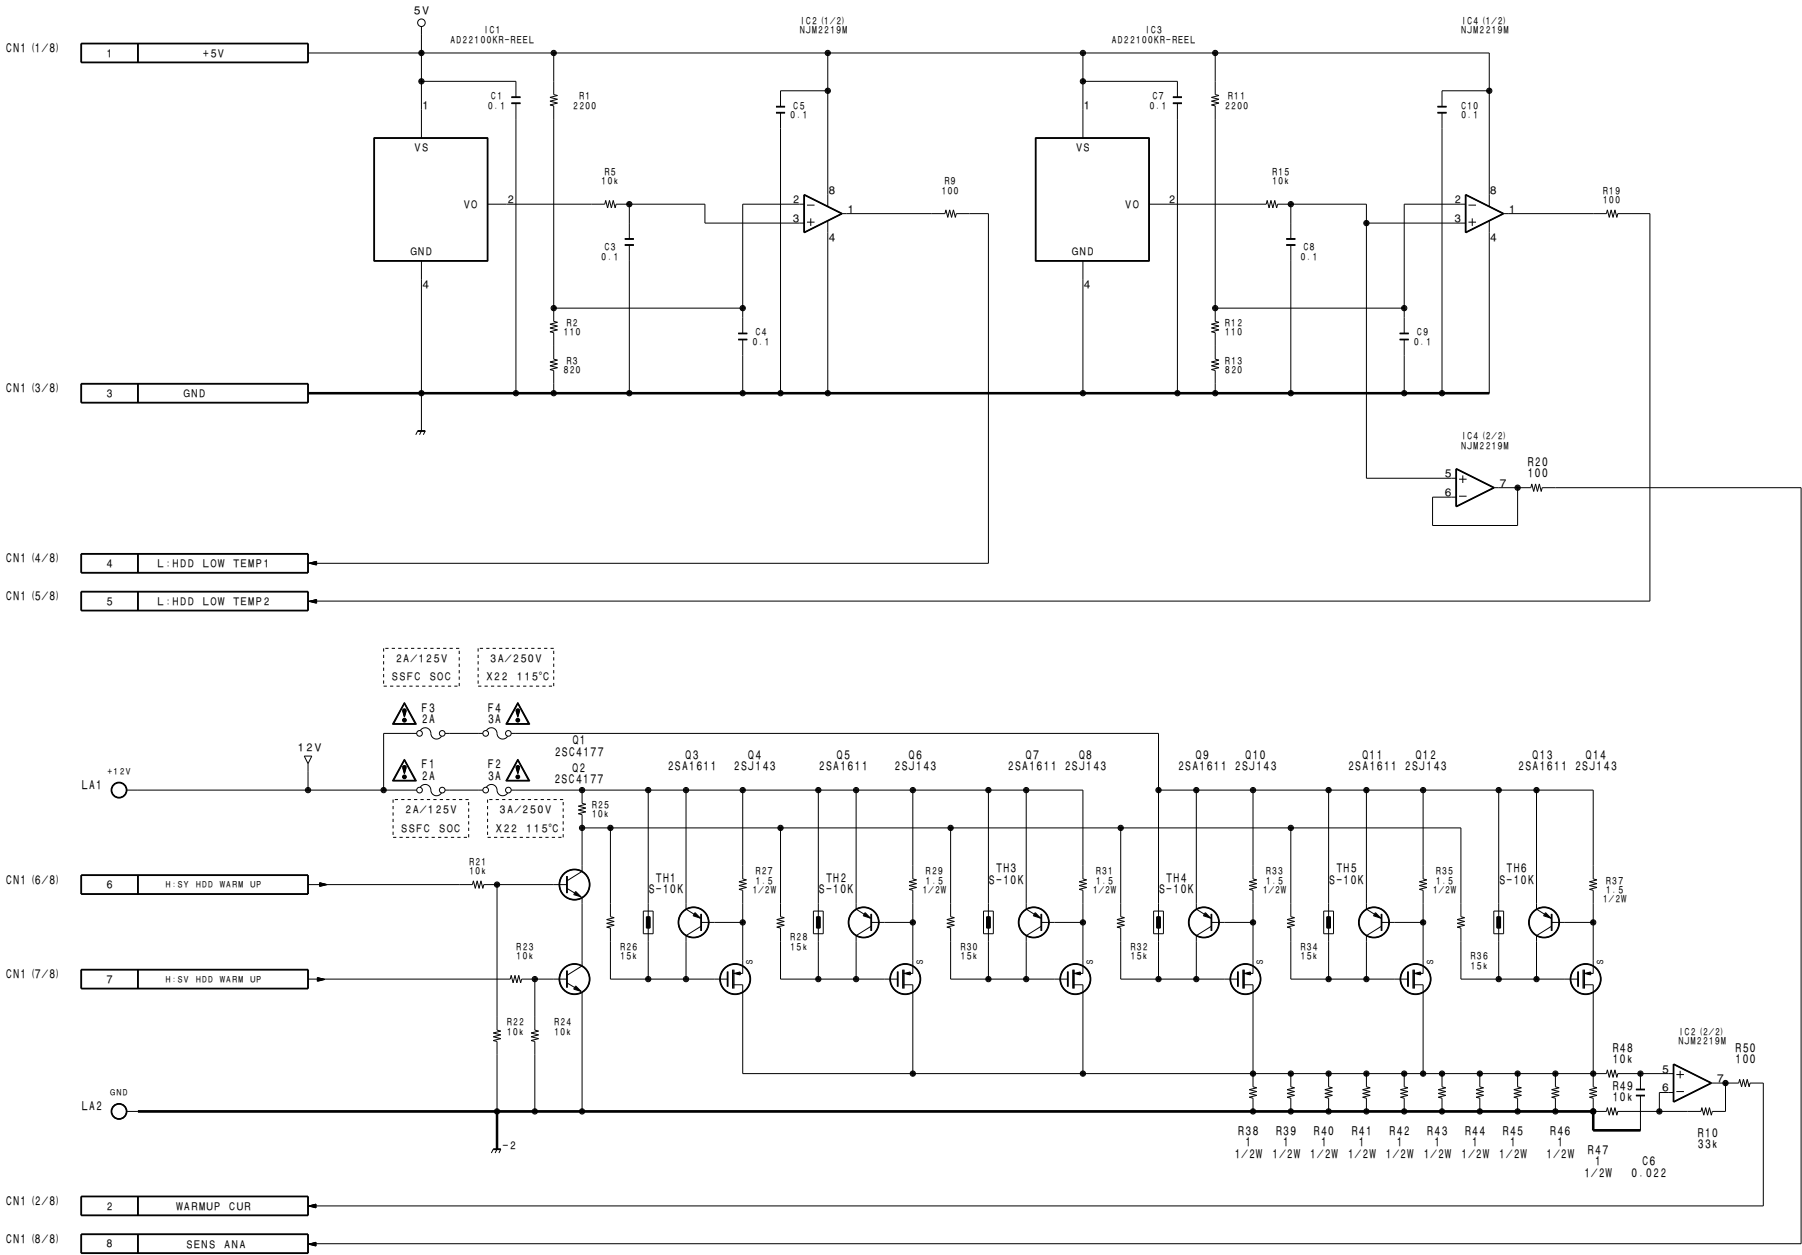 5V
IC1
AD22100KR-REEL
IC2 (1/2)
NJM2219M
IC3
AD22100KR-REEL
IC4 (1/2)
NJM2219M
CN1 (1/8)
1
+5V
C1
0.1
R1
2200
C5
0.1
C7
0.1
R11
2200
C10
0.1
1
VS
1
VS
R5
10k
8
R9
100
R15
10k
8
R19
100
VO
2
2
3
−
+
1
VO
2
2
3
−
+
1
4
4
C3
0.1
C8
0.1
GND
4
GND
4
R2
110
C4
0.1
R12
110
C9
0.1
R3
820
R13
820
CN1 (3/8)
3
GND
IC4 (2/2)
NJM2219M
R20
100
5
6
+
−
7
CN1 (4/8)
4
L:HDD LOW TEMP1
CN1 (5/8)
5
L:HDD LOW TEMP2
2A/125V
SSFC SOC
3A/250V
X22 115°C
F3
2A
F4
3A
12V
Q1
2SC4177
Q2
2SC4177
F1
2A
F2
3A
Q3
2SA1611
Q4
2SJ143
Q5
2SA1611
Q6
2SJ143
Q7
2SA1611
Q8
2SJ143
Q9
2SA1611
Q10
2SJ143
Q11
2SA1611
Q12
2SJ143
Q13
2SA1611
Q14
2SJ143
LA1
+12V
2A/125V
SSFC SOC
3A/250V
X22 115°C
R25
10k
CN1 (6/8)
6
H:SY HDD WARM UP
R21
10k
TH1
S-10K
R27
1.5
1/2W
TH2
S-10K
R29
1.5
1/2W
TH3
S-10K
R31
1.5
1/2W
TH4
S-10K
R33
1.5
1/2W
TH5
S-10K
R35
1.5
1/2W
TH6
S-10K
R37
1.5
1/2W
R26
15k
R28
15k
R30
15k
R32
15k
R34
15k
R36
15k
S
S
S
S
S
S
CN1 (7/8)
7
H:SV HDD WARM UP
R23
10k
R22
10k
R24
10k
IC2 (2/2)
NJM2219M
R48
10k
R50
100
5
6
+
−
7
R49
10k
LA2
GND
-2
R38
1
1/2W
R39
1
1/2W
R40
1
1/2W
R41
1
1/2W
R42
1
1/2W
R43
1
1/2W
R44
1
1/2W
R45
1
1/2W
R46
1
1/2W
R47
1
1/2W
C6
0.022
R10
33k
CN1 (2/8)
2
WARMUP CUR
CN1 (8/8)
8
SENS ANA